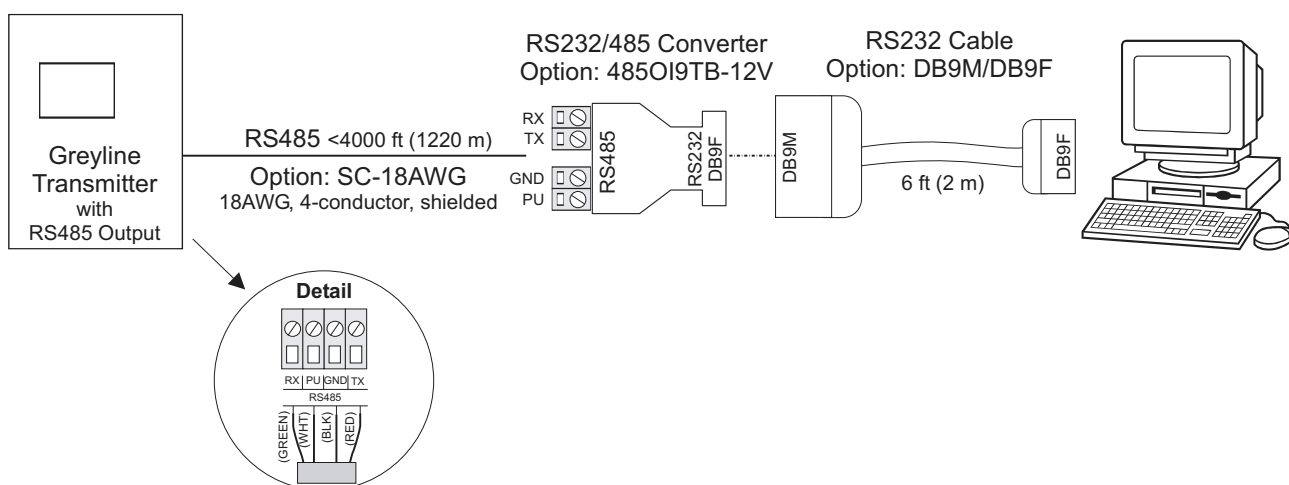 Greyline
Transmitter
with
RS485 Output
RS485 <4000 ft (1220 m)
Option: SC-18AWG
18AWG, 4-conductor, shielded
RS232/485 Converter
Option: 485OI9TB-12V
RX
TX
GND
PU
RS485
RS232
DB9F
RS232 Cable
Option: DB9M/DB9F
DB9M
6 ft (2 m)
DB9F
Detail
RX PU GND TX
RS485
(GREEN)
(WHT)
(BLK)
(RED)